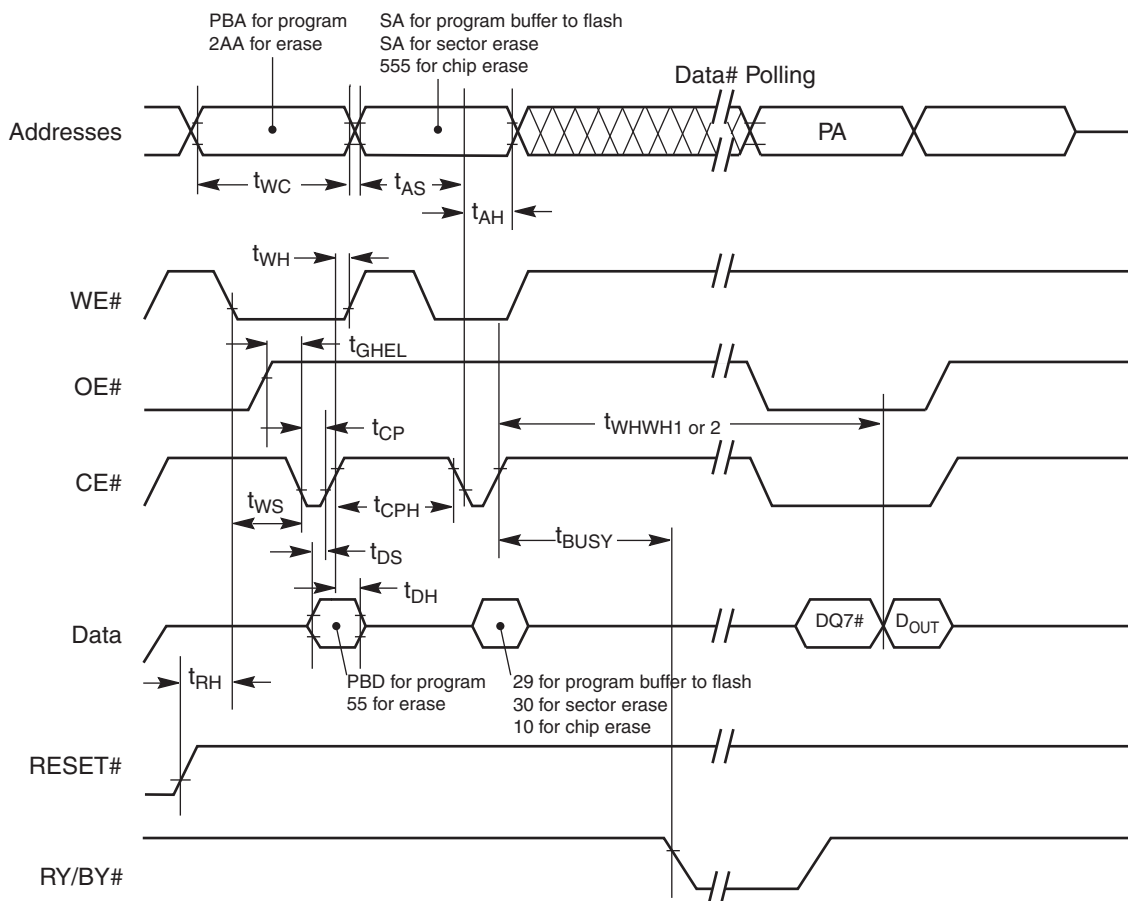 PBA for program
2AA for erase
SA for program buffer to flash
SA for sector erase
555 for chip erase
Data# Polling
Addresses
PA
tWC
tAS
tAH
tWH
WE#
tGHEL
OE#
tWHWH1 or 2
tCP
CE#
tWS
tCPH
tBUSY
tDS
tDH
Data
DQ7#
DOUT
tRH
PBD for program
55 for erase
29 for program buffer to flash
30 for sector erase
10 for chip erase
RESET#
RY/BY#